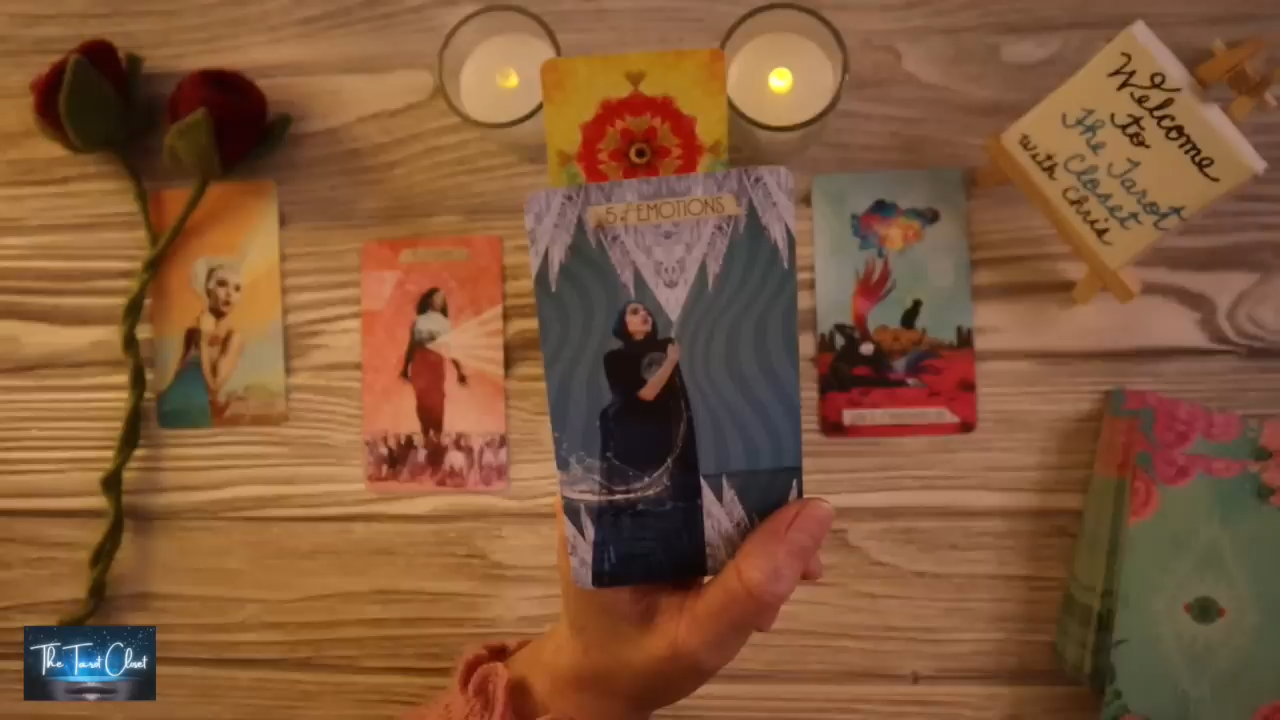 5 of EMOTIONS
Welcome
to
The Tarot
Closet
with Chris
The Tarot Closet